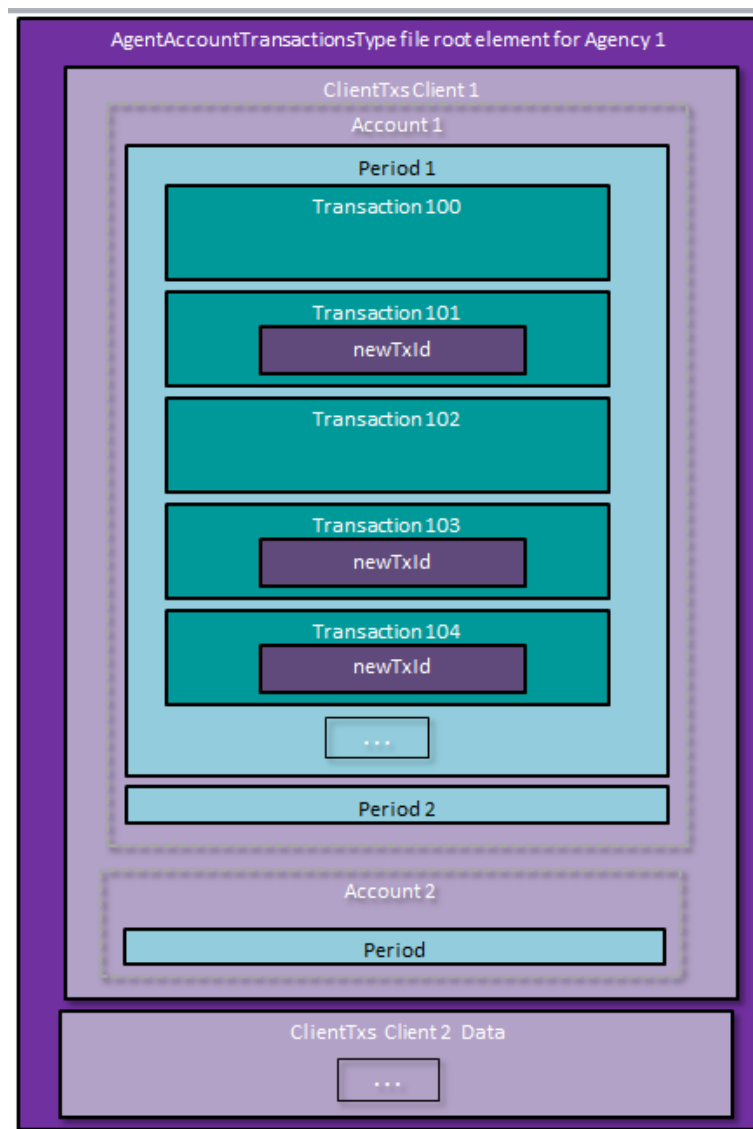 AgentAccountTransactionsType file root element for Agency 1
ClientTxs Client 1
Account 1
Period 1
Transaction 100
Transaction 101
newTxId
Transaction 102
Transaction 103
newTxId
Transaction 104
newTxId
...
Period 2
Account 2
Period
ClientTxs Client 2 Data
...